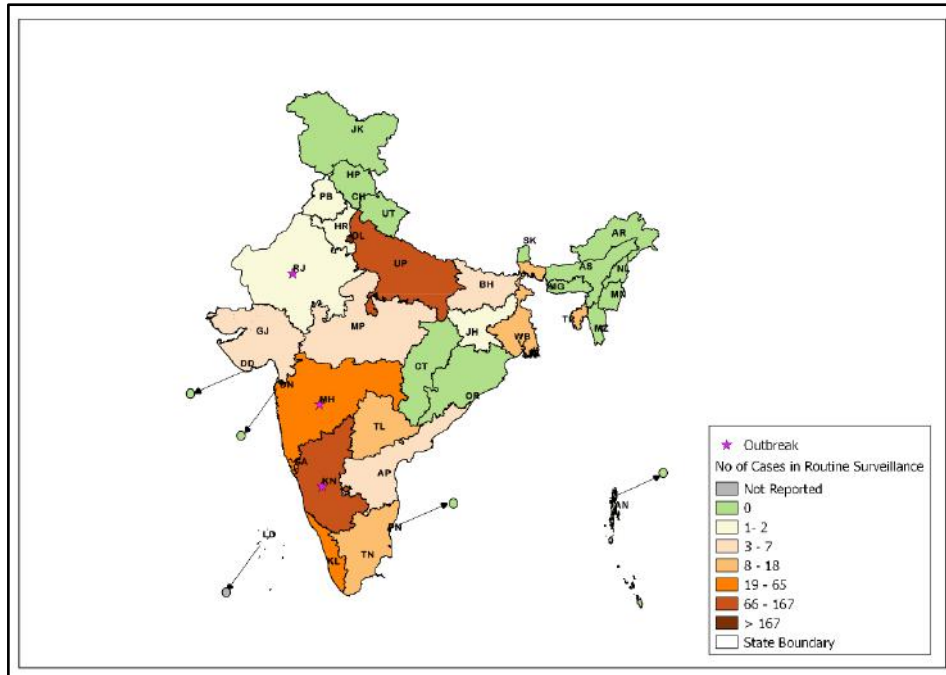 JK
HP
PB
CH
UT
HR
DL
SK
AR
RJ
UP
AS
NL
BH
MG
MN
TR
GJ
MP
JH
WB
MZ
DD
CT
DN
OR
MH
TL
GA
AP
KN
AN
PN
LD
KL
TN
Outbreak
No of Cases in Routine Surveillance
Not Reported
0
1- 2
3 - 7
8 - 18
19 - 65
66 - 167
> 167
State Boundary